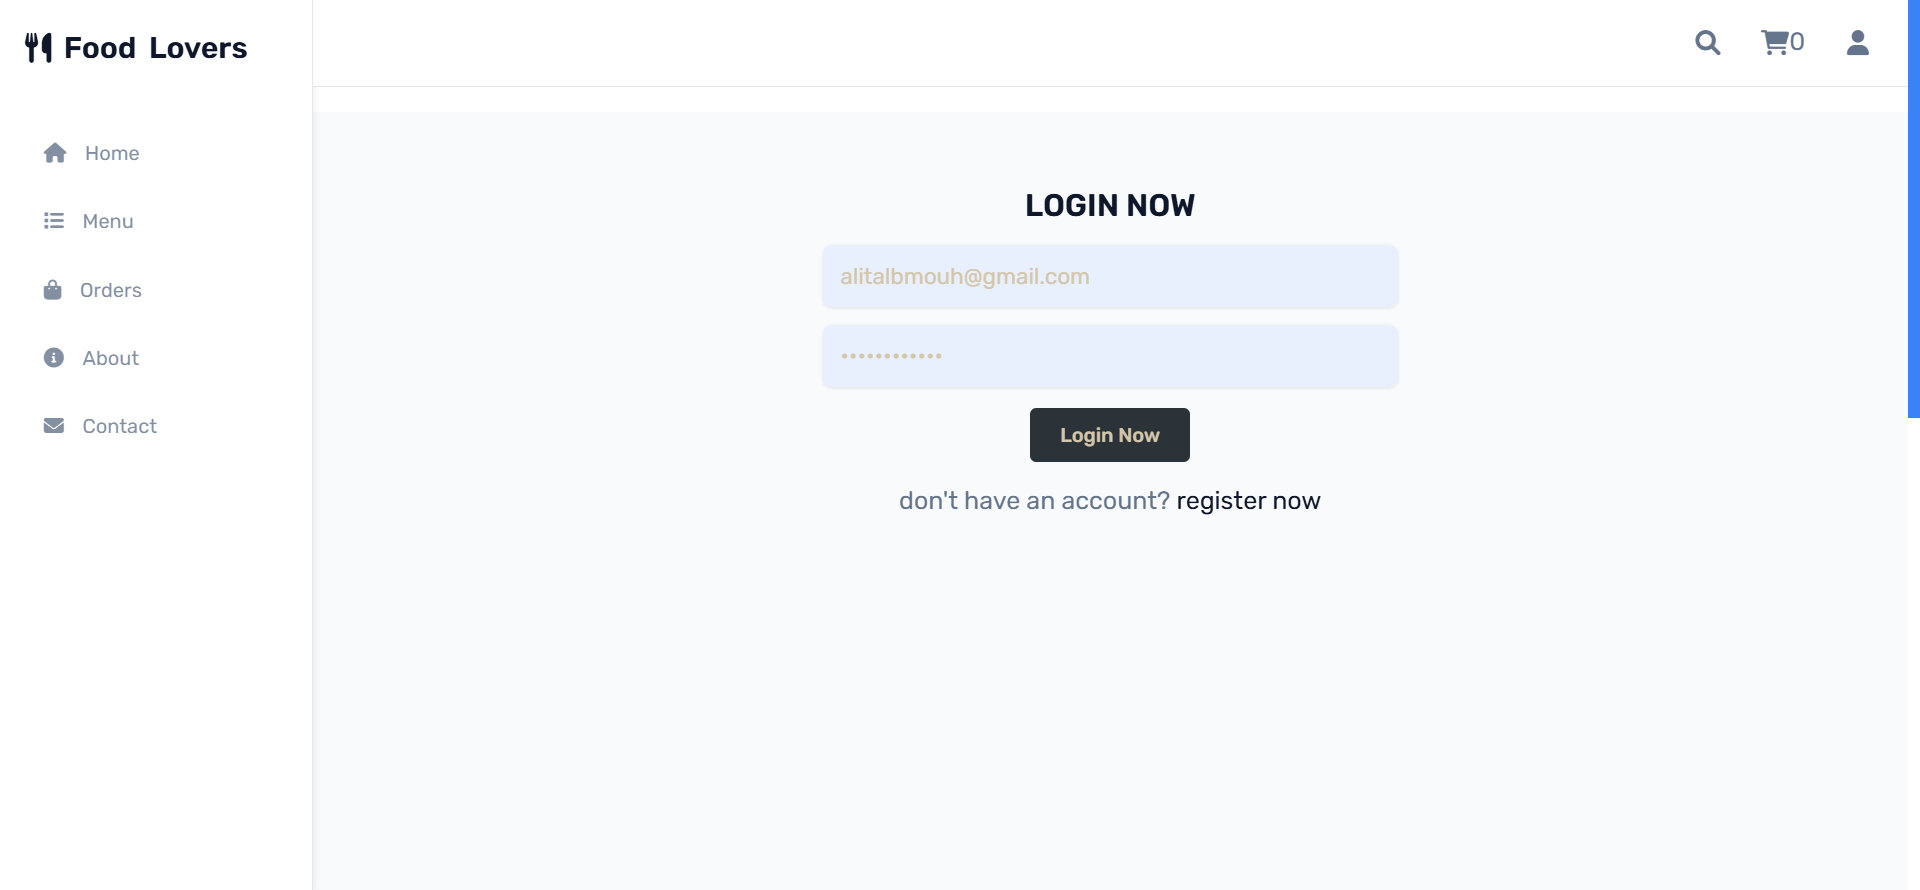 Food Lovers
0
Home
Menu
Orders
About
Contact
LOGIN NOW
alitalbmouh@gmail.com
••••••••••••
Login Now
don't have an account? register now